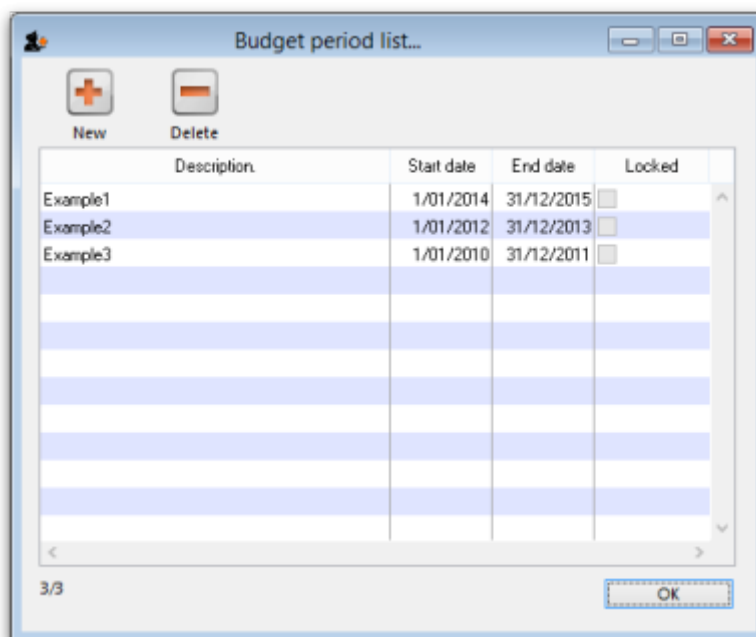 Budget period list...
New Delete
Description. Start date End date Locked
Example1 1/01/2014 31/12/2015
Example2 1/01/2012 31/12/2013
Example3 1/01/2010 31/12/2011
3/3 OK